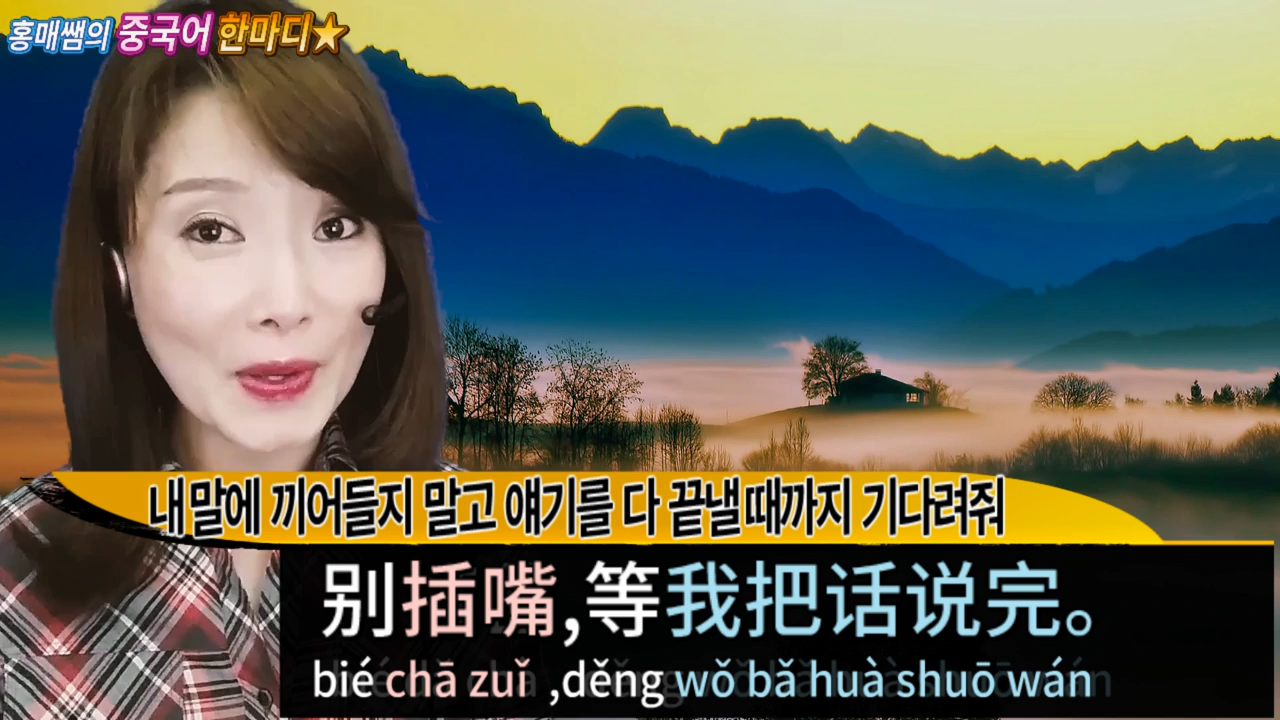 홍매쌤의 중국어 한마디★
내말에 끼어들지 말고 얘기를 다 끝낼때까지 기다려줘
别插嘴,等我把话说完。
bié chā zuǐ ,děng wǒ bǎ huà shuō wán